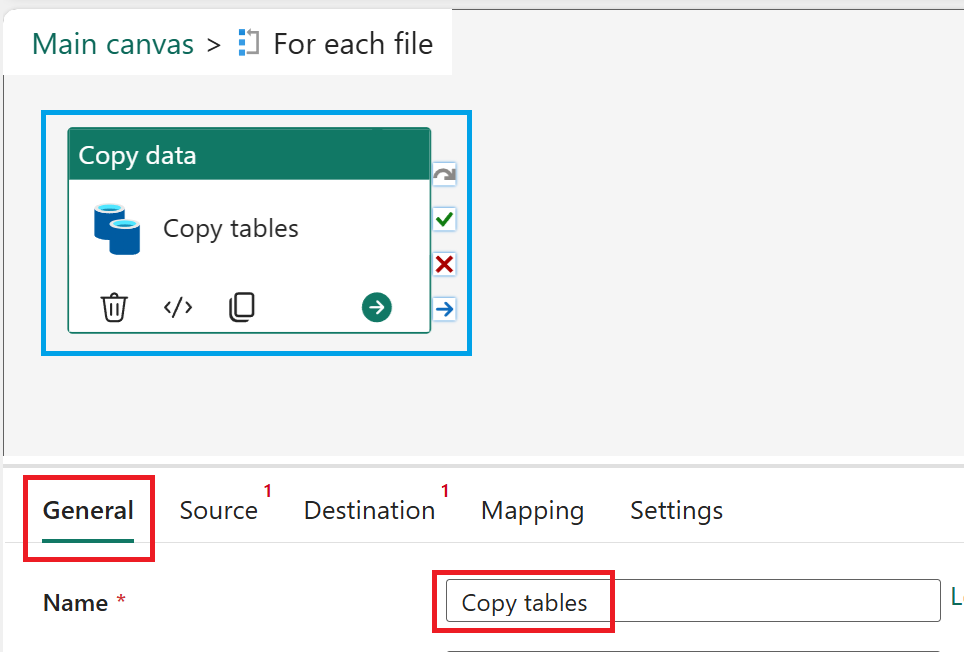 Main canvas > For each file
Copy data
Copy tables
General Source 1 Destination 1 Mapping Settings
Name * Copy tables